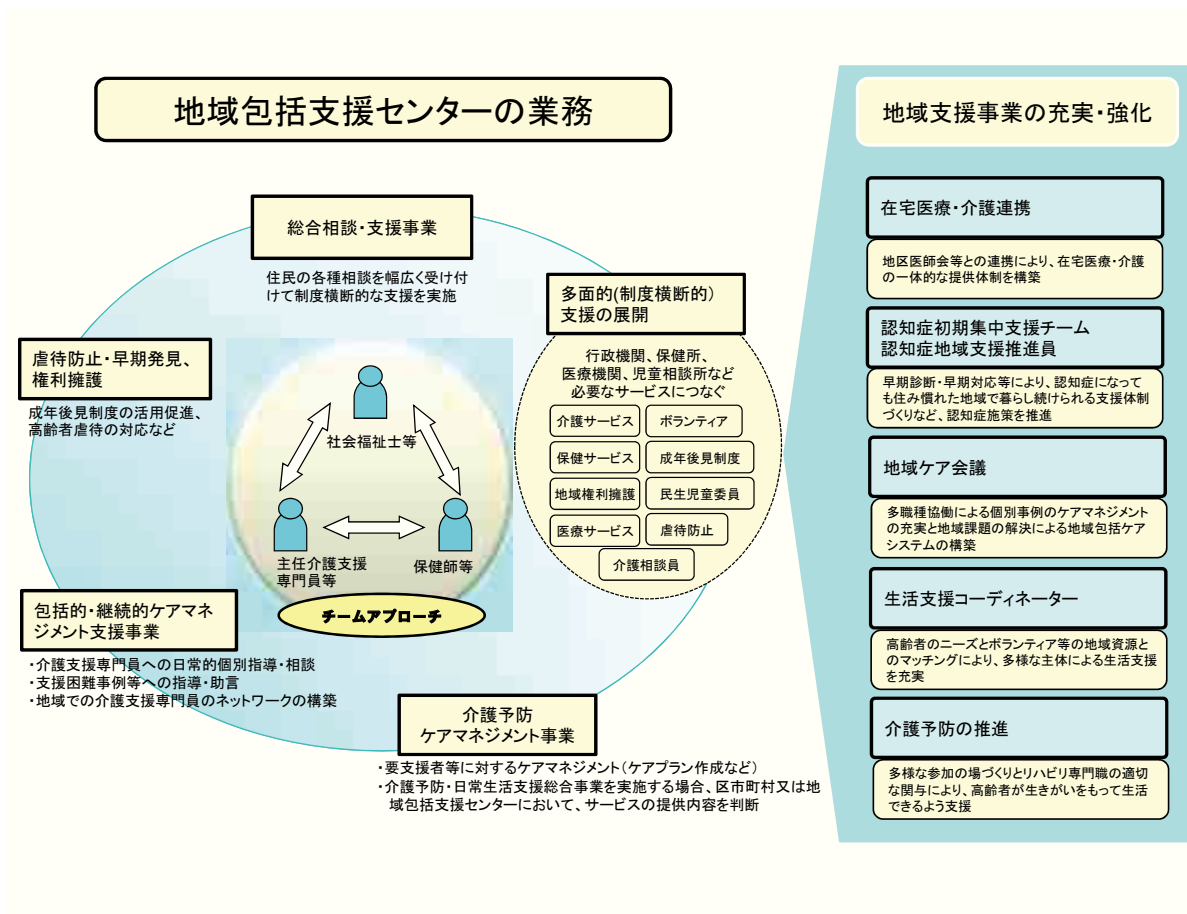 地域包括支援センターの業務
総合相談・支援事業
住民の各種相談を幅広く受け付
けて制度横断的な支援を実施
虐待防止・早期発見、
権利擁護
成年後見制度の活用促進、
高齢者虐待の対応など
社会福祉士等
主任介護支援
専門員等
保健師等
チームアプローチ
多面的(制度横断的)
支援の展開
行政機関、保健所、
医療機関、児童相談所など
必要なサービスにつなぐ
介護サービス
ボランティア
保健サービス
成年後見制度
地域権利擁護
民生児童委員
医療サービス
虐待防止
介護相談員
包括的・継続的ケアマネ
ジメント支援事業
・介護支援専門員への日常的個別指導・相談
・支援困難事例等への指導・助言
・地域での介護支援専門員のネットワークの構築
介護予防
ケアマネジメント事業
・要支援者等に対するケアマネジメント（ケアプラン作成など）
・介護予防・日常生活支援総合事業を実施する場合、区市町村又は地
域包括支援センターにおいて、サービスの提供内容を判断
地域支援事業の充実・強化
在宅医療・介護連携
地区医師会等との連携により、在宅医療・介護
の一体的な提供体制を構築
認知症初期集中支援チーム
認知症地域支援推進員
早期診断・早期対応等により、認知症になって
も住み慣れた地域で暮らし続けられる支援体制
づくりなど、認知症施策を推進
地域ケア会議
多職種協働による個別事例のケアマネジメント
の充実と地域課題の解決による地域包括ケア
システムの構築
生活支援コーディネーター
高齢者のニーズとボランティア等の地域資源と
のマッチングにより、多様な主体による生活支援
を充実
介護予防の推進
多様な参加の場づくりとリハビリ専門職の適切
な関与により、高齢者が生きがいをもって生活
できるよう支援